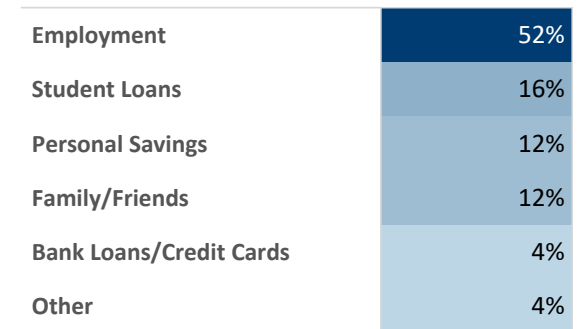 Employment 52%
Student Loans 16%
Personal Savings 12%
Family/Friends 12%
Bank Loans/Credit Cards 4%
Other 4%